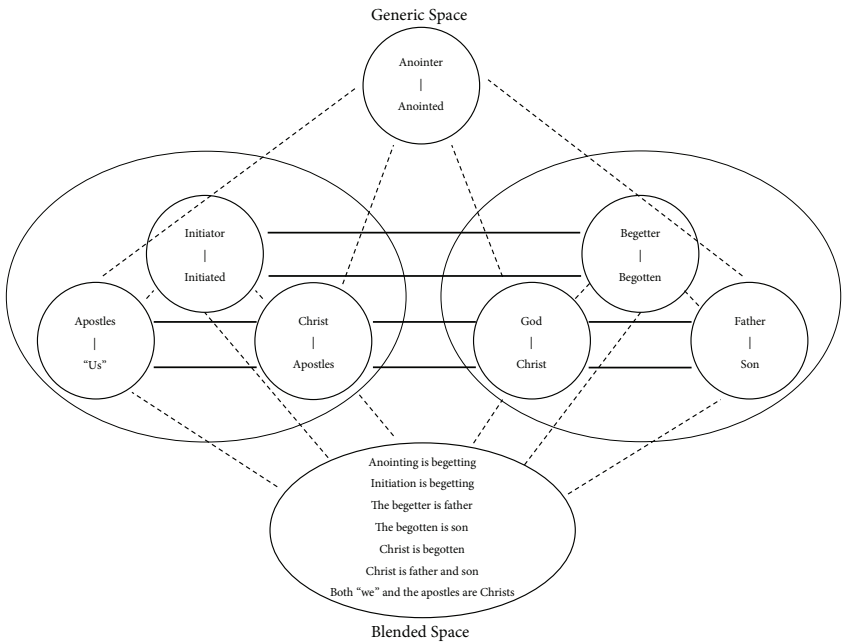 Generic Space
Anointer
|
Anointed
Initiator
|
Initiated
Begetter
|
Begotten
Apostles
|
“Us”
Christ
|
Apostles
God
|
Christ
Father
|
Son
Anointing is begetting
Initiation is begetting
The begetter is father
The begotten is son
Christ is begotten
Christ is father and son
Both “we” and the apostles are Christs
Blended Space